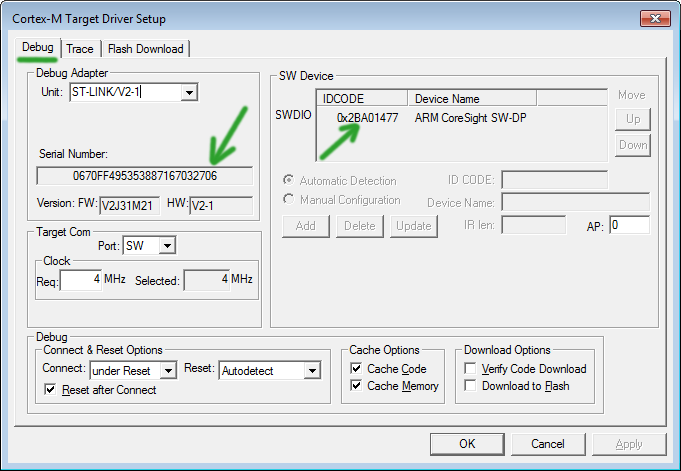 Cortex-M Target Driver Setup
Debug Trace Flash Download
Debug Adapter
Unit: ST-LINK/V2-1
Serial Number:
0670FF495353887167032706
Version: FW: V2J31M21 HW: V2-1
Target Com
Port: SW
Clock
Req: 4 MHz Selected: 4 MHz
SW Device
IDCODE Device Name Move
SWDIO 0x2BA01477 ARM CoreSight SW-DP Up
Down
Automatic Detection ID CODE:
Manual Configuration Device Name:
Add Delete Update IR len: AP: 0
Debug
Connect & Reset Options
Connect: under Reset Reset: Autodetect
Reset after Connect
Cache Options
Cache Code
Cache Memory
Download Options
Verify Code Download
Download to Flash
OK Cancel Apply